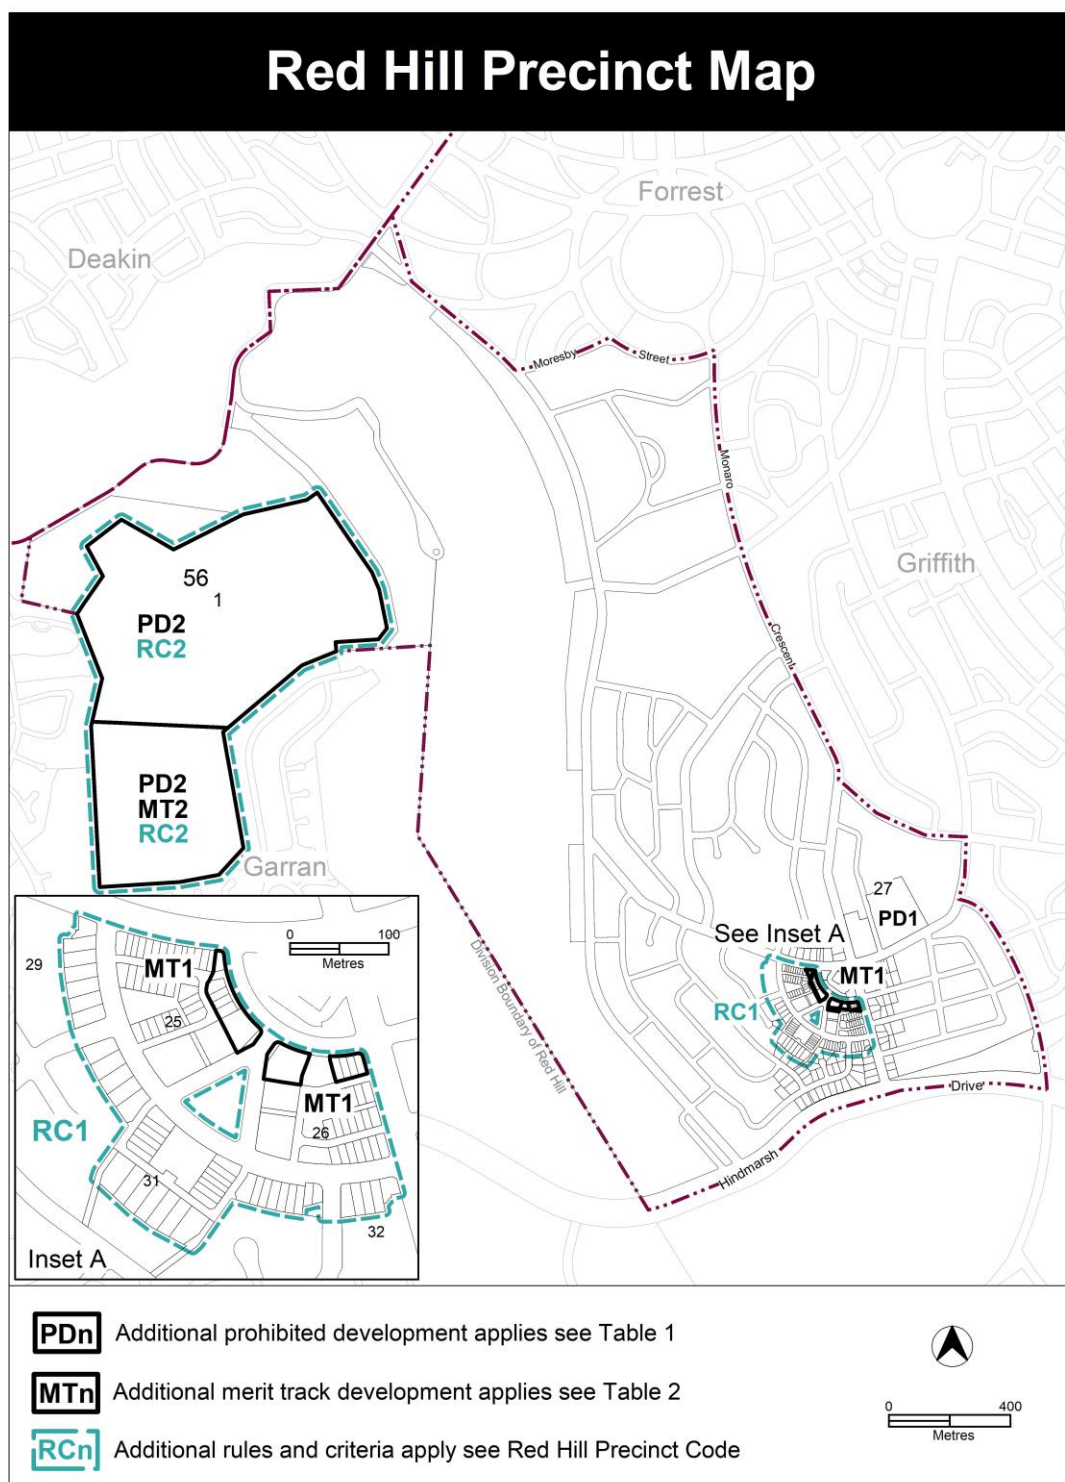 Red Hill Precinct Map
Forrest
Deakin
Moresby
Street
Monaro
Griffith
56
1
PD2
RC2
Crescent
PD2
MT2
RC2
Garran
27
PD1
See Inset A
MT1
RC1
Division Boundary of Red Hill
Drive
Hindmarsh
0 100
Metres
29
MT1
25
RC1
MT1
26
31
32
Inset A
PDn Additional prohibited development applies see Table 1
MTn Additional merit track development applies see Table 2
RCn Additional rules and criteria apply see Red Hill Precinct Code
0 400
Metres